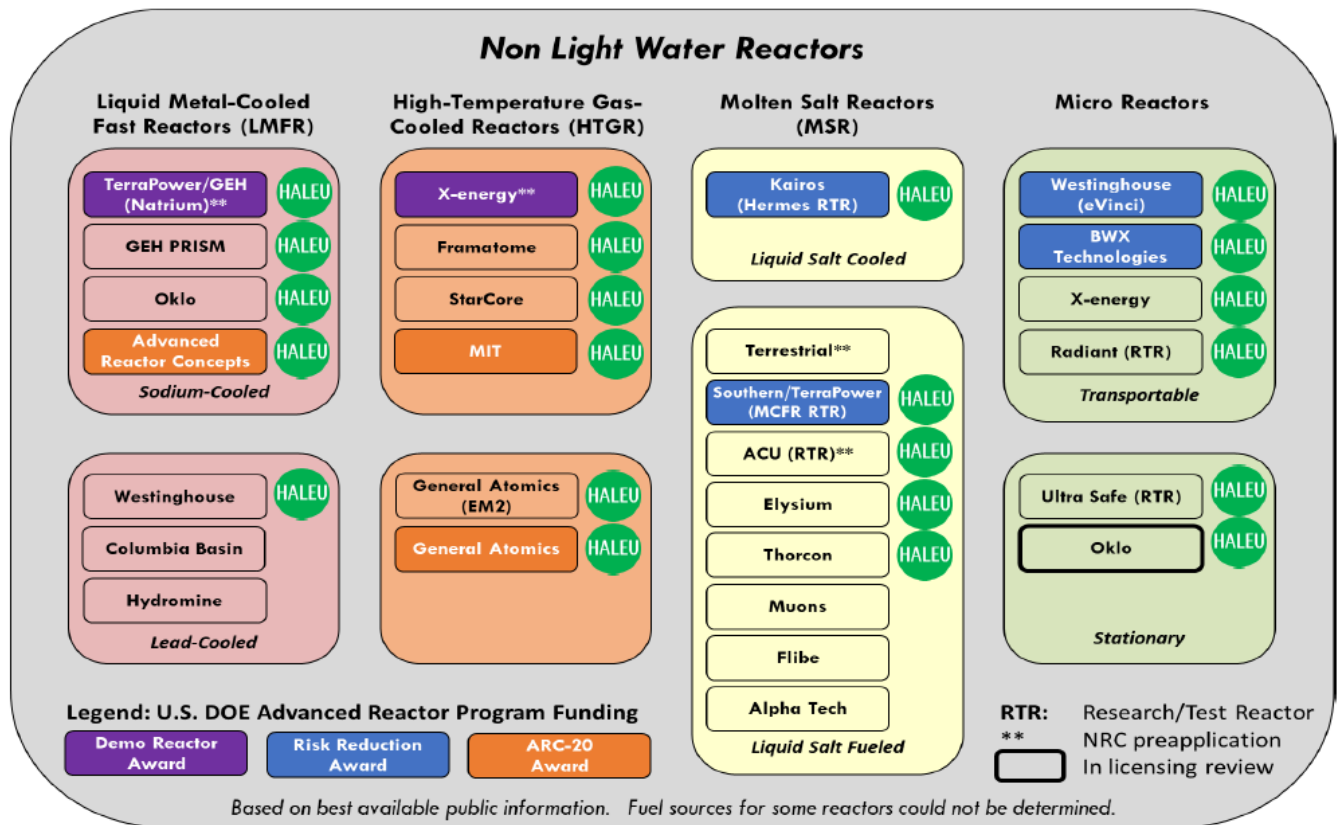 Non Light Water Reactors
Liquid Metal-Cooled
Fast Reactors (LMFR)
TerraPower/GEH
(Natrium)**
HALEU
GEH PRISM
HALEU
Oklo
HALEU
Advanced
Reactor Concepts
HALEU
Sodium-Cooled
Westinghouse
HALEU
Columbia Basin
Hydromine
Lead-Cooled
High-Temperature Gas-
Cooled Reactors (HTGR)
X-energy**
HALEU
Framatome
HALEU
StarCore
HALEU
MIT
HALEU
General Atomics
(EM2)
HALEU
General Atomics
HALEU
Molten Salt Reactors
(MSR)
Kairos
(Hermes RTR)
HALEU
Liquid Salt Cooled
Terrestrial**
Southern/TerraPower
(MCFR RTR)
HALEU
ACU (RTR)**
HALEU
Elysium
HALEU
Thorcon
HALEU
Muons
Flibe
Alpha Tech
Liquid Salt Fueled
Micro Reactors
Westinghouse
(eVinci)
HALEU
BWX
Technologies
HALEU
X-energy
HALEU
Radiant (RTR)
HALEU
Transportable
Ultra Safe (RTR)
HALEU
Oklo
HALEU
Stationary
Legend: U.S. DOE Advanced Reactor Program Funding
Demo Reactor
Award
Risk Reduction
Award
ARC-20
Award
RTR: Research/Test Reactor
** NRC preapplication
In licensing review
Based on best available public information. Fuel sources for some reactors could not be determined.